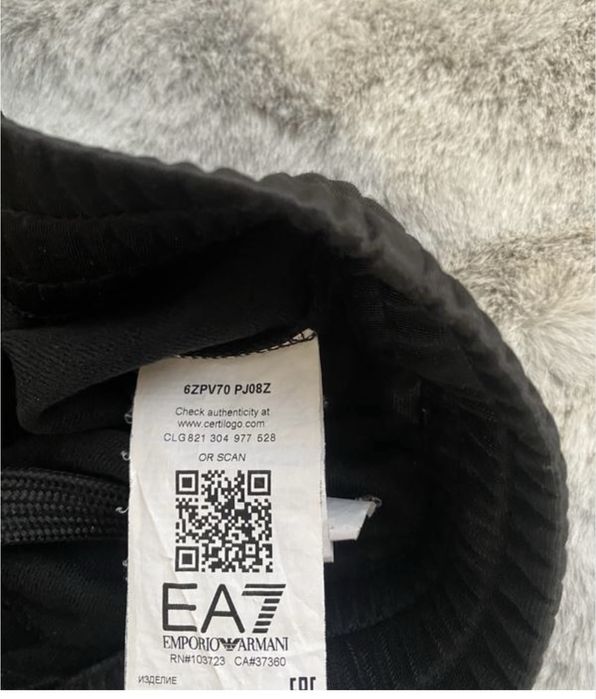 6ZPV70 PJ08Z
Check authenticity at
www.certilogo.com
CLG 821 304 977 528
OR SCAN
EA7
EMPORIO ARMANI
RN#103723 CA#37360
ИЗДЕЛИЕ